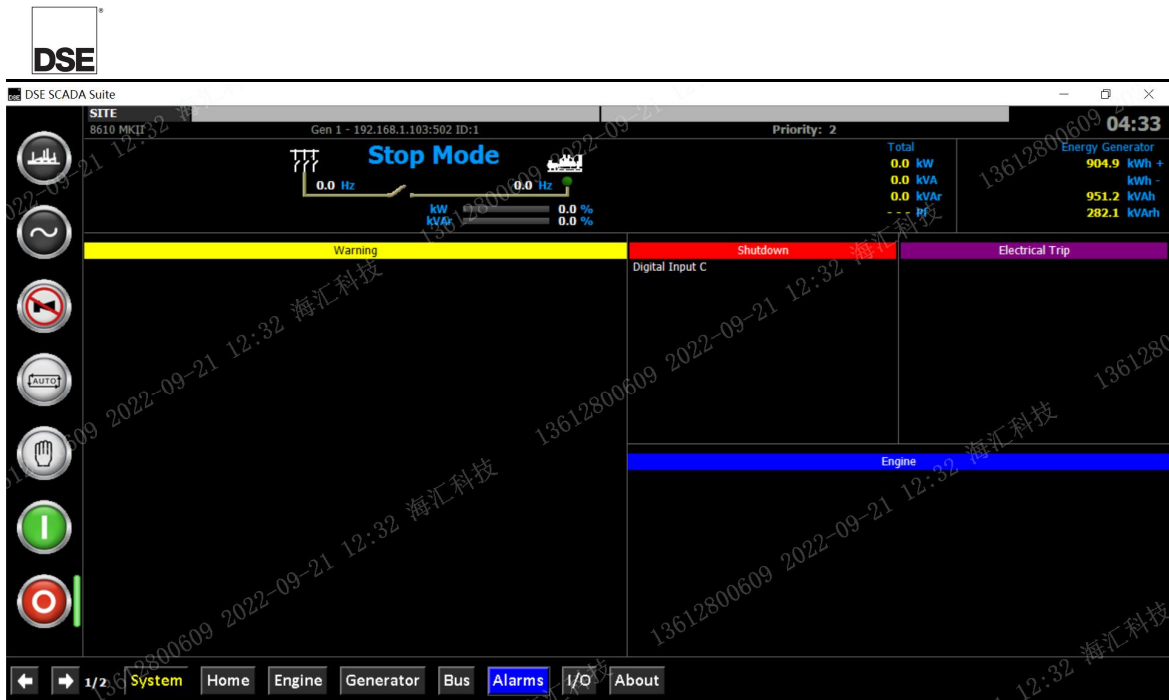 DSE
DSE SCADA Suite
SITE
8610 MKII
Gen 1 - 192.168.1.103:502 ID:1
Priority: 2
04:33
Stop Mode
0.0 Hz
0.0 Hz
kW 0.0 %
kVAr 0.0 %
Total
0.0 kW
0.0 kVA
0.0 kVAr
- - - Pf
Energy Generator
904.9 kWh +
kWh -
951.2 kVAh
282.1 kVArh
Warning
Shutdown
Electrical Trip
Digital Input C
Engine
AUTO
1/2 System Home Engine Generator Bus Alarms I/O About
13612800609 2022-09-21 12:32 海汇科技